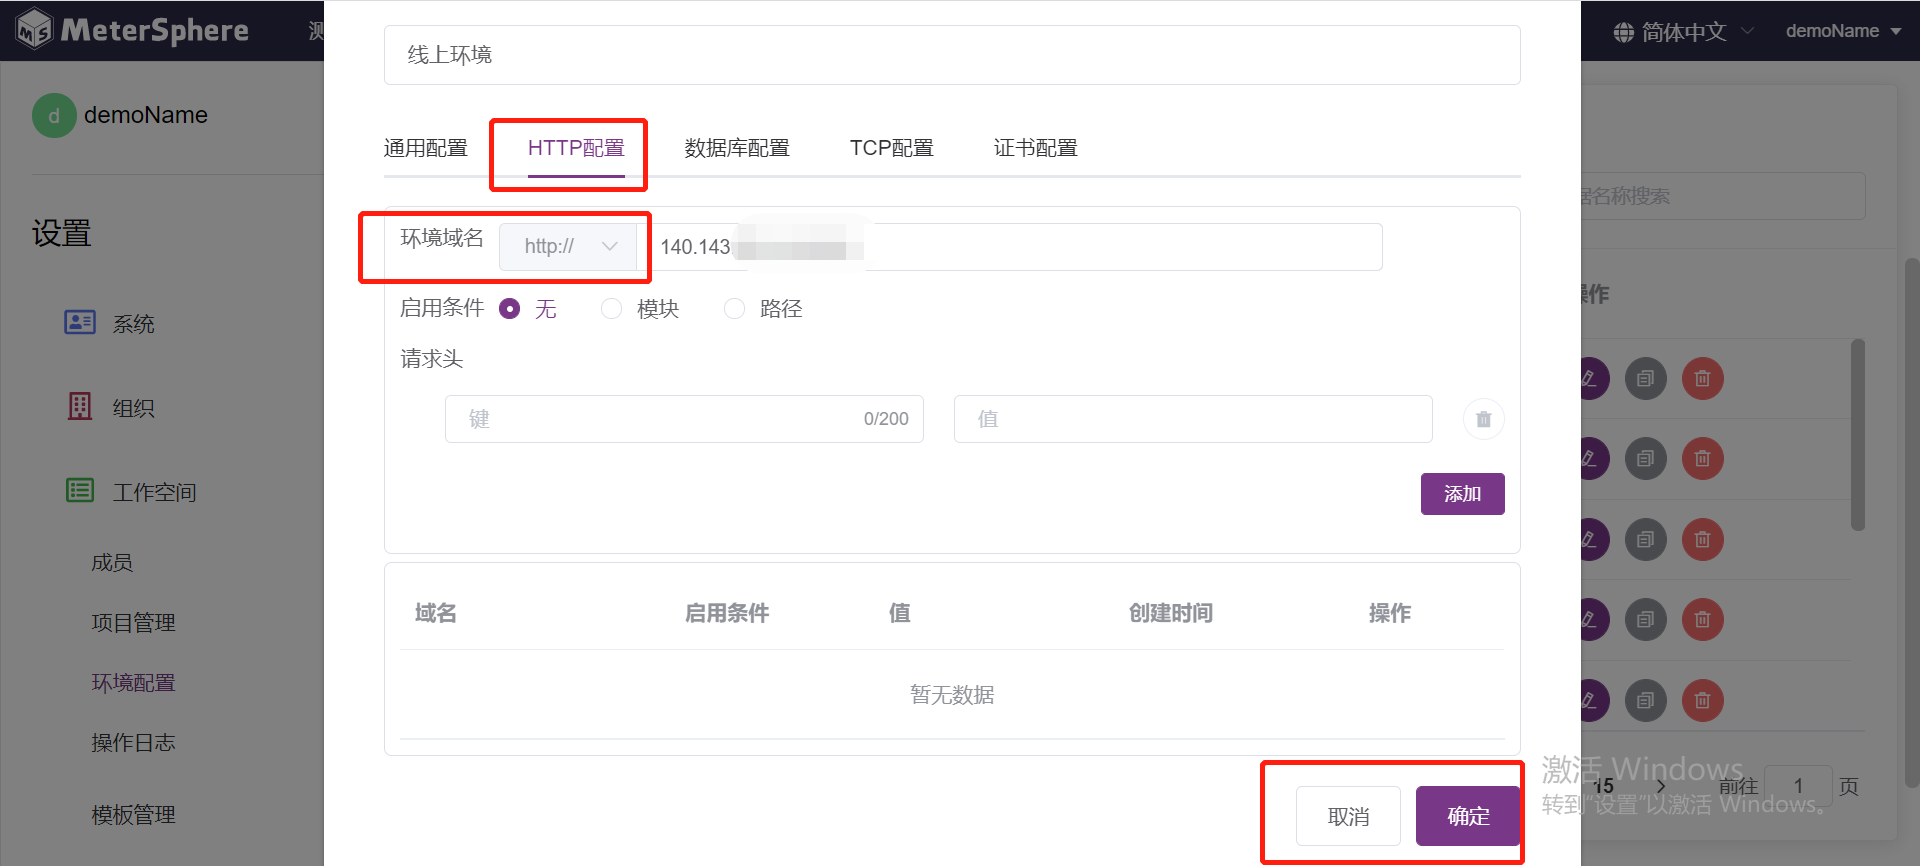 MeterSphere
测
简体中文
demoName
d
demoName
设置
系统
组织
工作空间
成员
项目管理
环境配置
操作日志
模板管理
线上环境
通用配置
HTTP配置
数据库配置
TCP配置
证书配置
环境域名
http://
140.143
启用条件
无
模块
路径
请求头
键
0/200
值
添加
域名
启用条件
值
创建时间
操作
暂无数据
取消
确定
据名称搜索
操作
15
前往
1
页
激活 Windows
转到"设置"以激活 Windows。